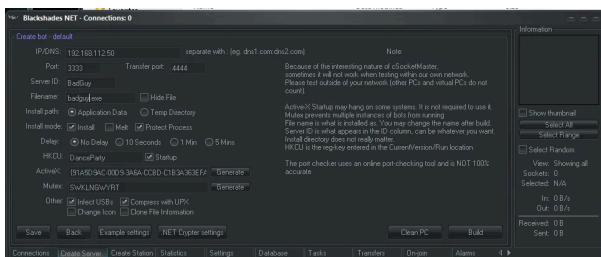 Blackshades NET - Connections: 0
Create bot - default
IP/DNS: 192.168.112.50 separate with : (eg. dns1.com:dns2.com) Note:
Port: 3333 Transfer port: 4444
Server ID: BadGuy
Filename: badguy.exe Hide File
Install path: Application Data Temp Directory
Install mode: Install Melt Protect Process
Delay: No Delay 10 Seconds 1 Min 5 Mins
HKCU: DanceParty Startup
ActiveX: Generate
Mutex: SWKLNGWYRT Generate
Other: Infect USBs Compress with UPX
Change Icon Clone File Information
Because of the interesting nature of cSocketMaster,
sometimes it will not work when testing within our own network.
Please test outside of your network (other PCs and virtual PCs do not
count).
ActiveX Startup may hang on some systems. It is not required to use it.
Mutex prevents multiple instances of bots from running
File name is what is installed as. You may change the name after build.
Server ID is what appears in the ID column, can be whatever you want.
Install directory does not really matter.
HKCU is the reg-key entered in the CurrentVersion/Run location
The port checker uses an online port-checking tool and is NOT 100%
accurate
Save Back Example settings .NET Crypter settings Clean PC Build
Information
Show thumbnail
Select All
Select Range
Select Random
View: Showing all
Sockets: 0
Selected: N/A
In: 0 B/s
Out: 0 B/s
Received: 0 B
Sent: 0 B
Connections Create Server Create Station Statistics Settings Database Tasks Transfers On-join Alarms